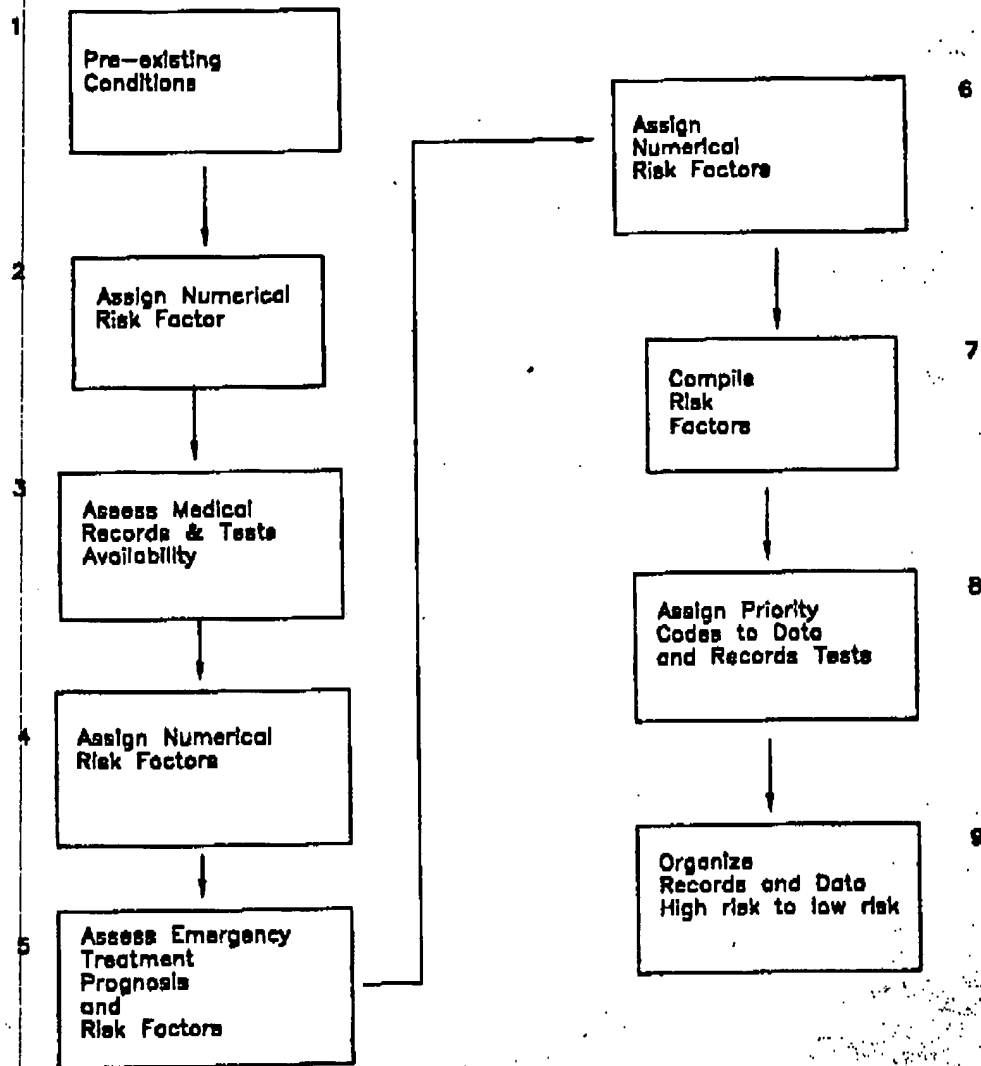 1
Pre-existing
Conditions
2
Assign Numerical
Risk Factor
3
Assess Medical
Records & Tests
Availability
4
Assign Numerical
Risk Factors
5
Assess Emergency
Treatment
Prognosis
and
Risk Factors
6
Assign
Numerical
Risk Factors
7
Compile
Risk
Factors
8
Assign Priority
Codes to Data
and Records Tests
9
Organize
Records and Data
High risk to low risk